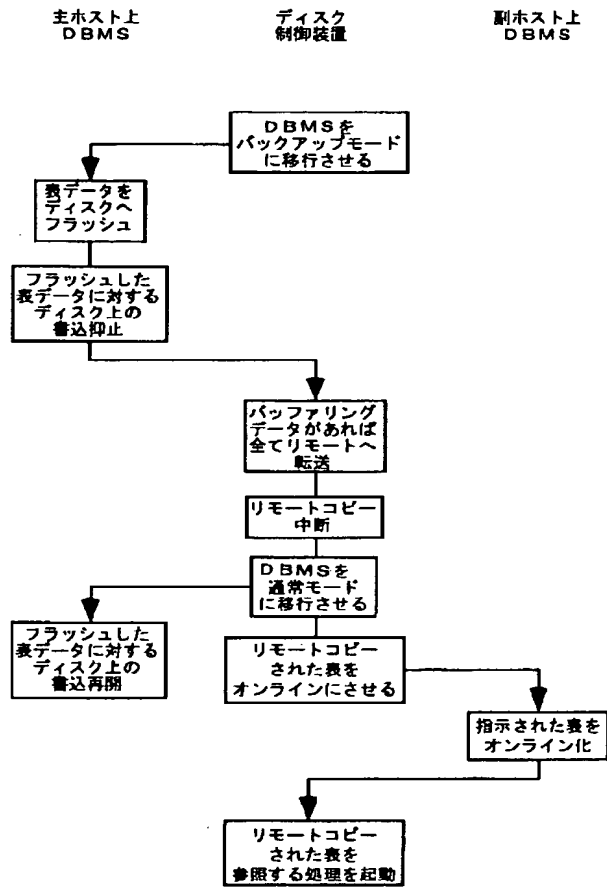 主ホスト上
DBMS
ディスク
制御装置
副ホスト上
DBMS
DBMSを
バックアップモード
に移行させる
表データを
ディスクへ
フラッシュ
フラッシュした
表データに対する
ディスク上の
書込抑止
バッファリング
データがあれば
全てリモートへ
転送
リモートコピー
中断
DBMSを
通常モード
に移行させる
フラッシュした
表データに対する
ディスク上の
書込再開
リモートコピー
された表を
オンラインにさせる
指示された表を
オンライン化
リモートコピー
された表を
参照する処理を起動